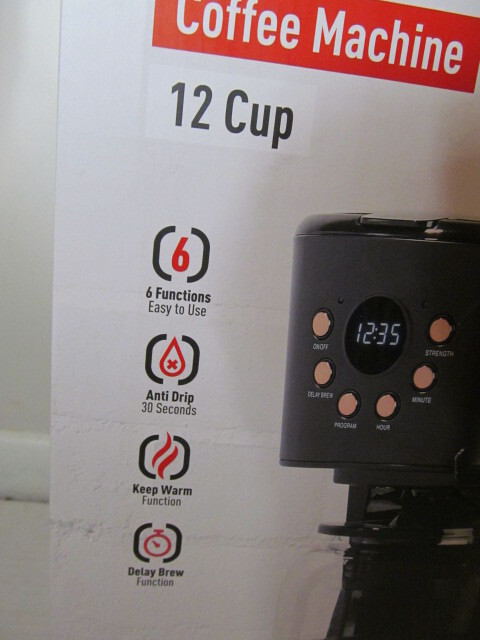 Coffee Machine
12 Cup
6
6 Functions
Easy to Use
Anti Drip
30 Seconds
Keep Warm
Function
Delay Brew
Function
12:35
ON/OFF
STRENGTH
DELAY BREW
MINUTE
PROGRAM
HOUR